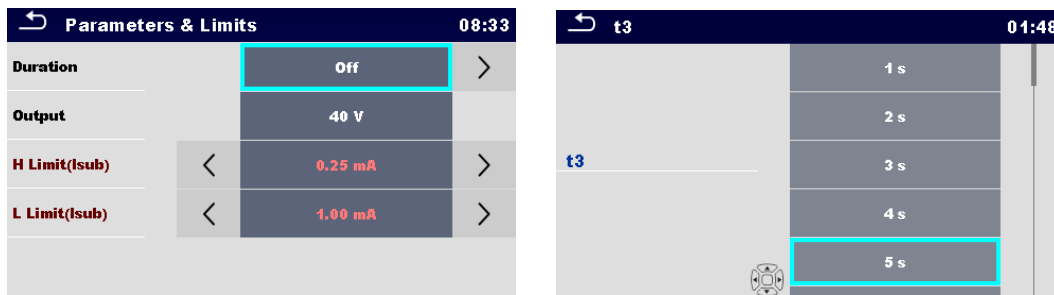 Parameters & Limits 08:33
Duration Off >
Output 40 V
H Limit(Isub) < 0.25 mA >
L Limit(Isub) < 1.00 mA >
t3 01:48
1 s
2 s
t3 3 s
4 s
5 s